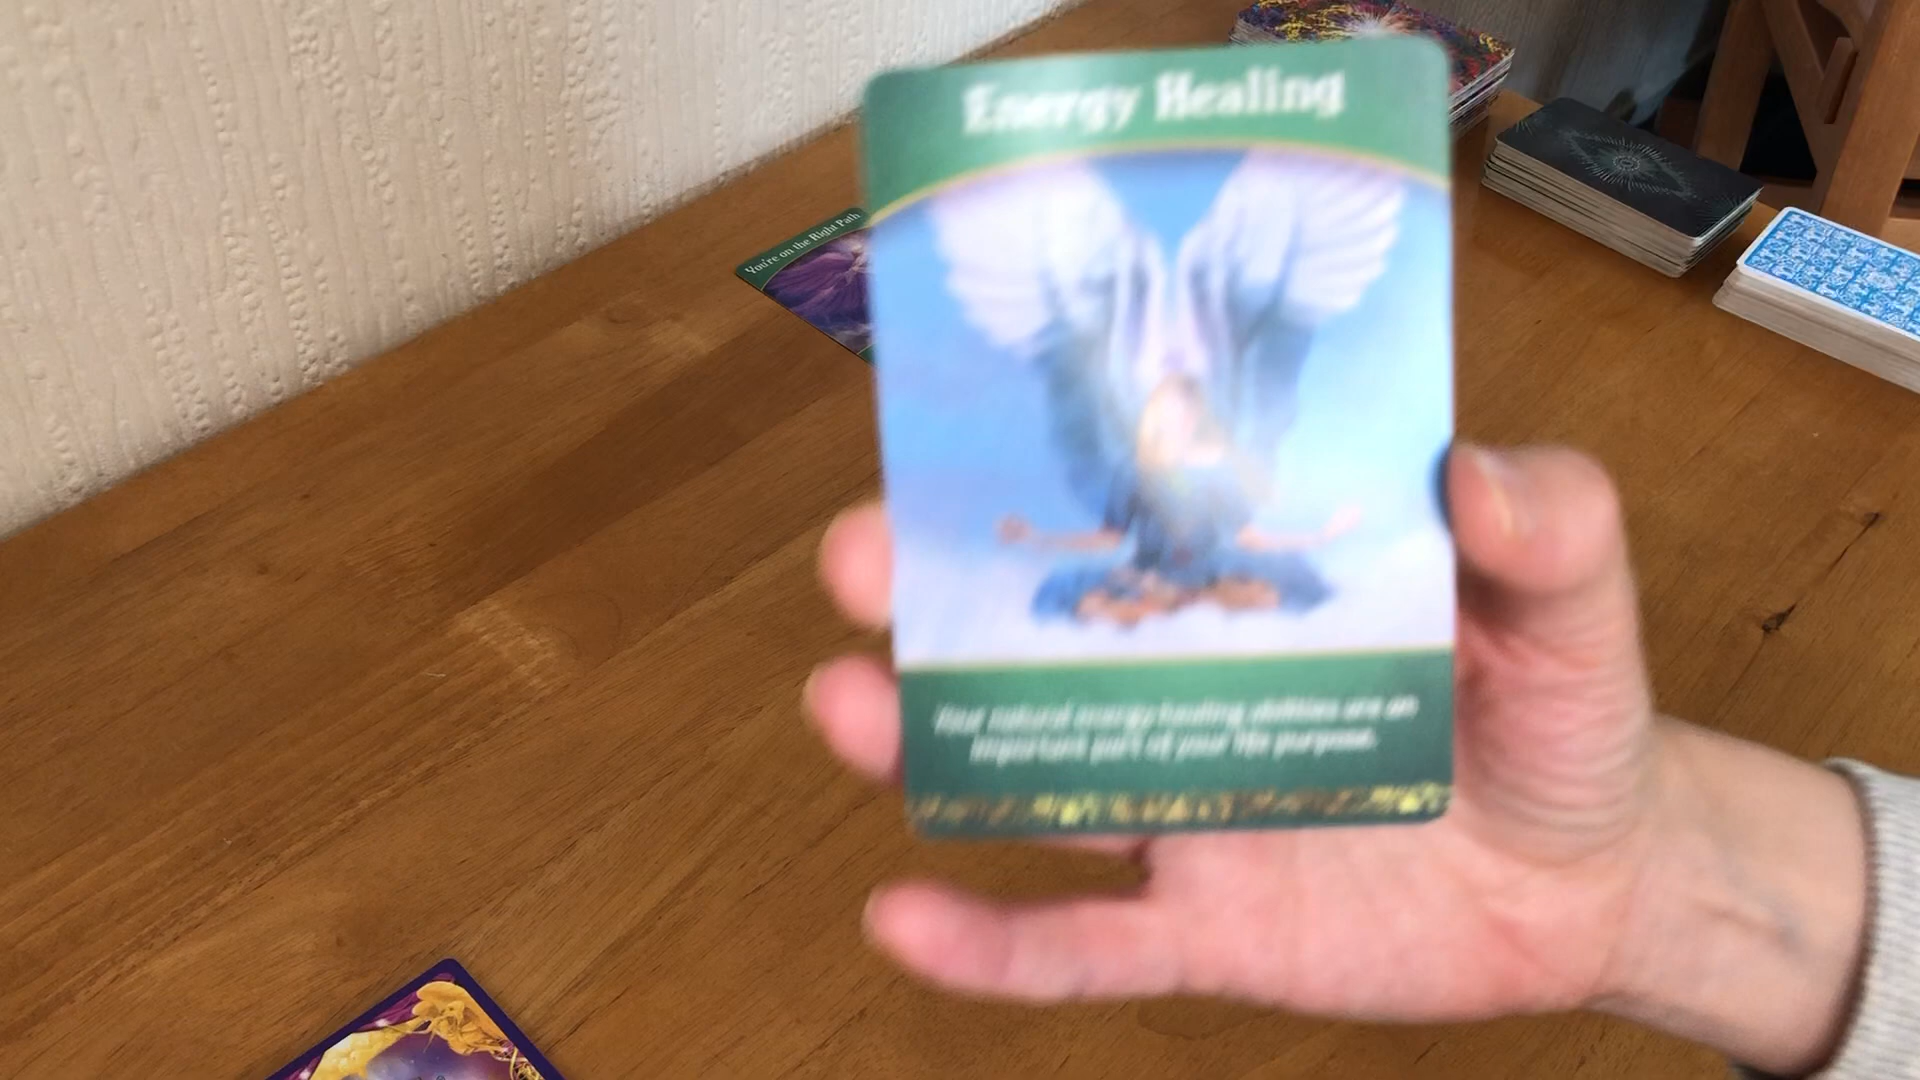 Energy Healing
You're on the Right Path
Your natural energy-healing abilities are an
important part of your life purpose.